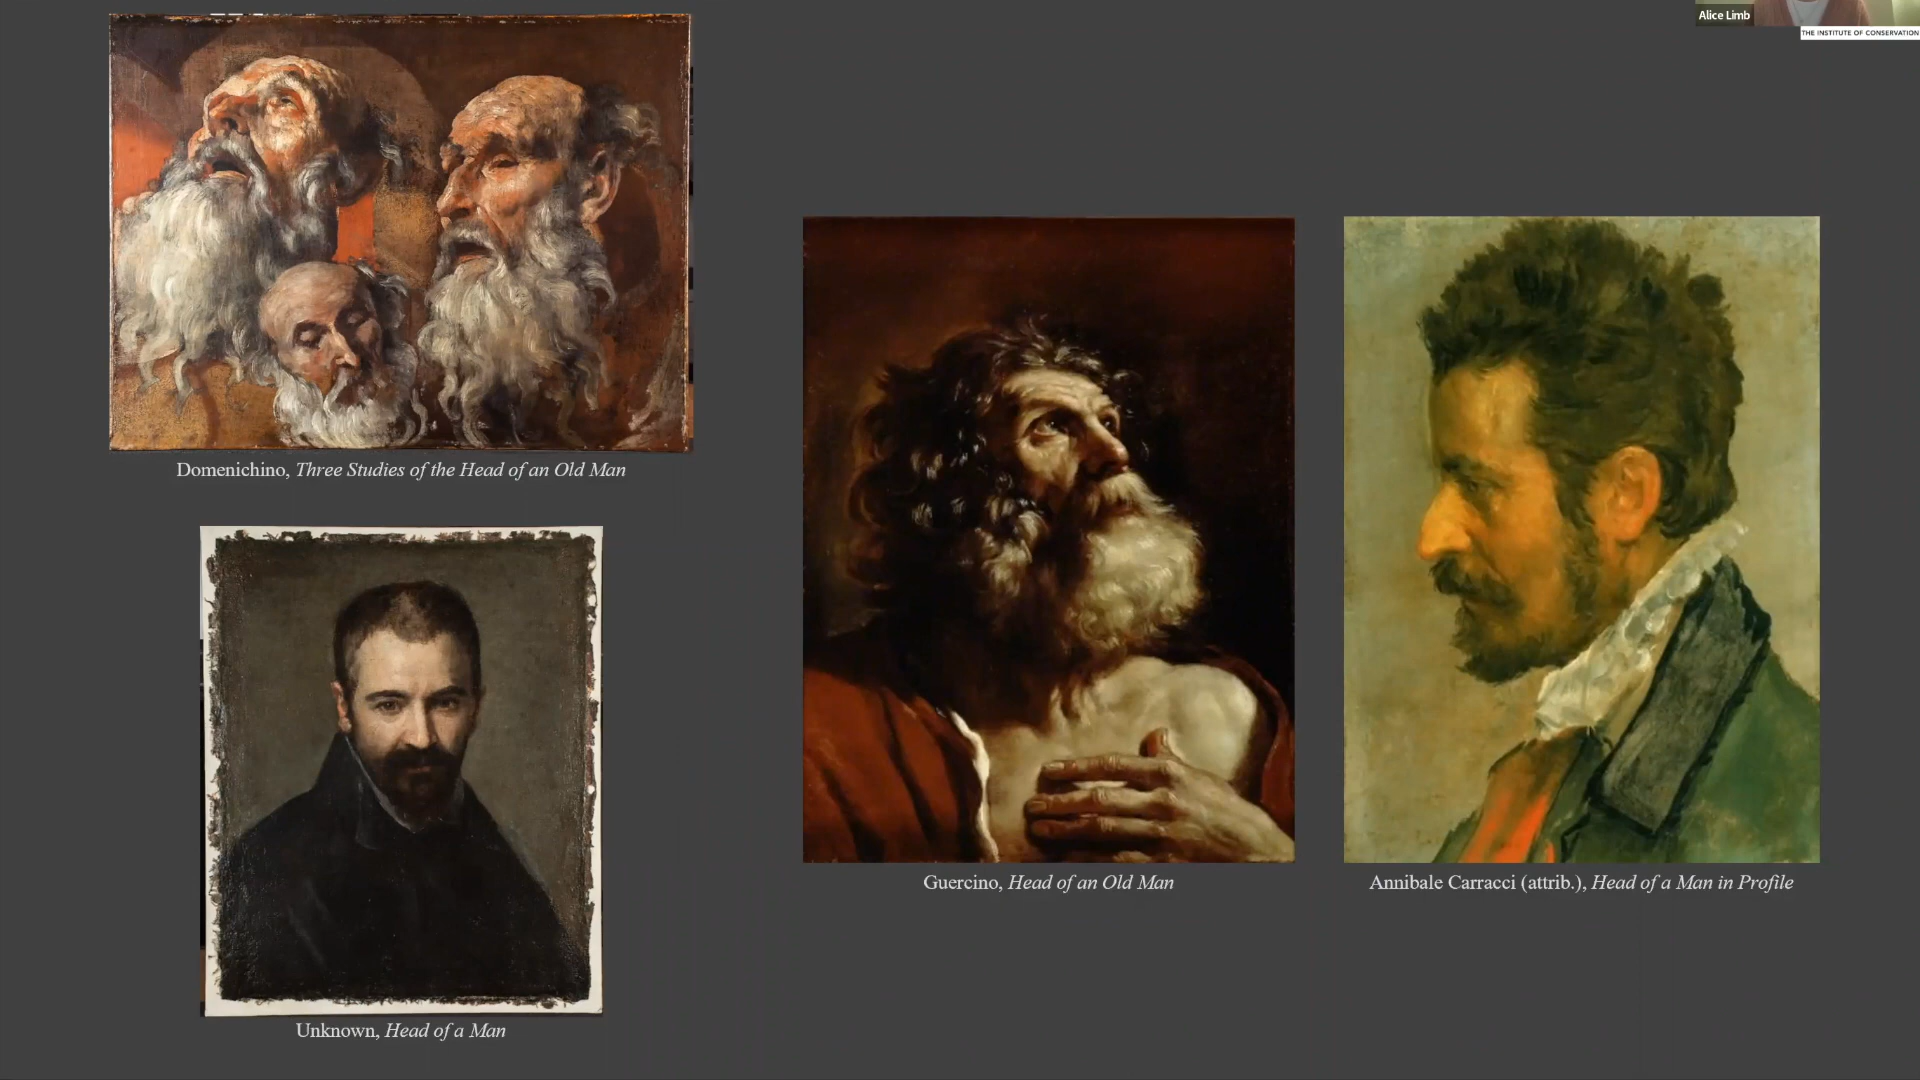 Alice Limb
THE INSTITUTE OF CONSERVATION
Domenichino, Three Studies of the Head of an Old Man
Guercino, Head of an Old Man
Annibale Carracci (attrib.), Head of a Man in Profile
Unknown, Head of a Man